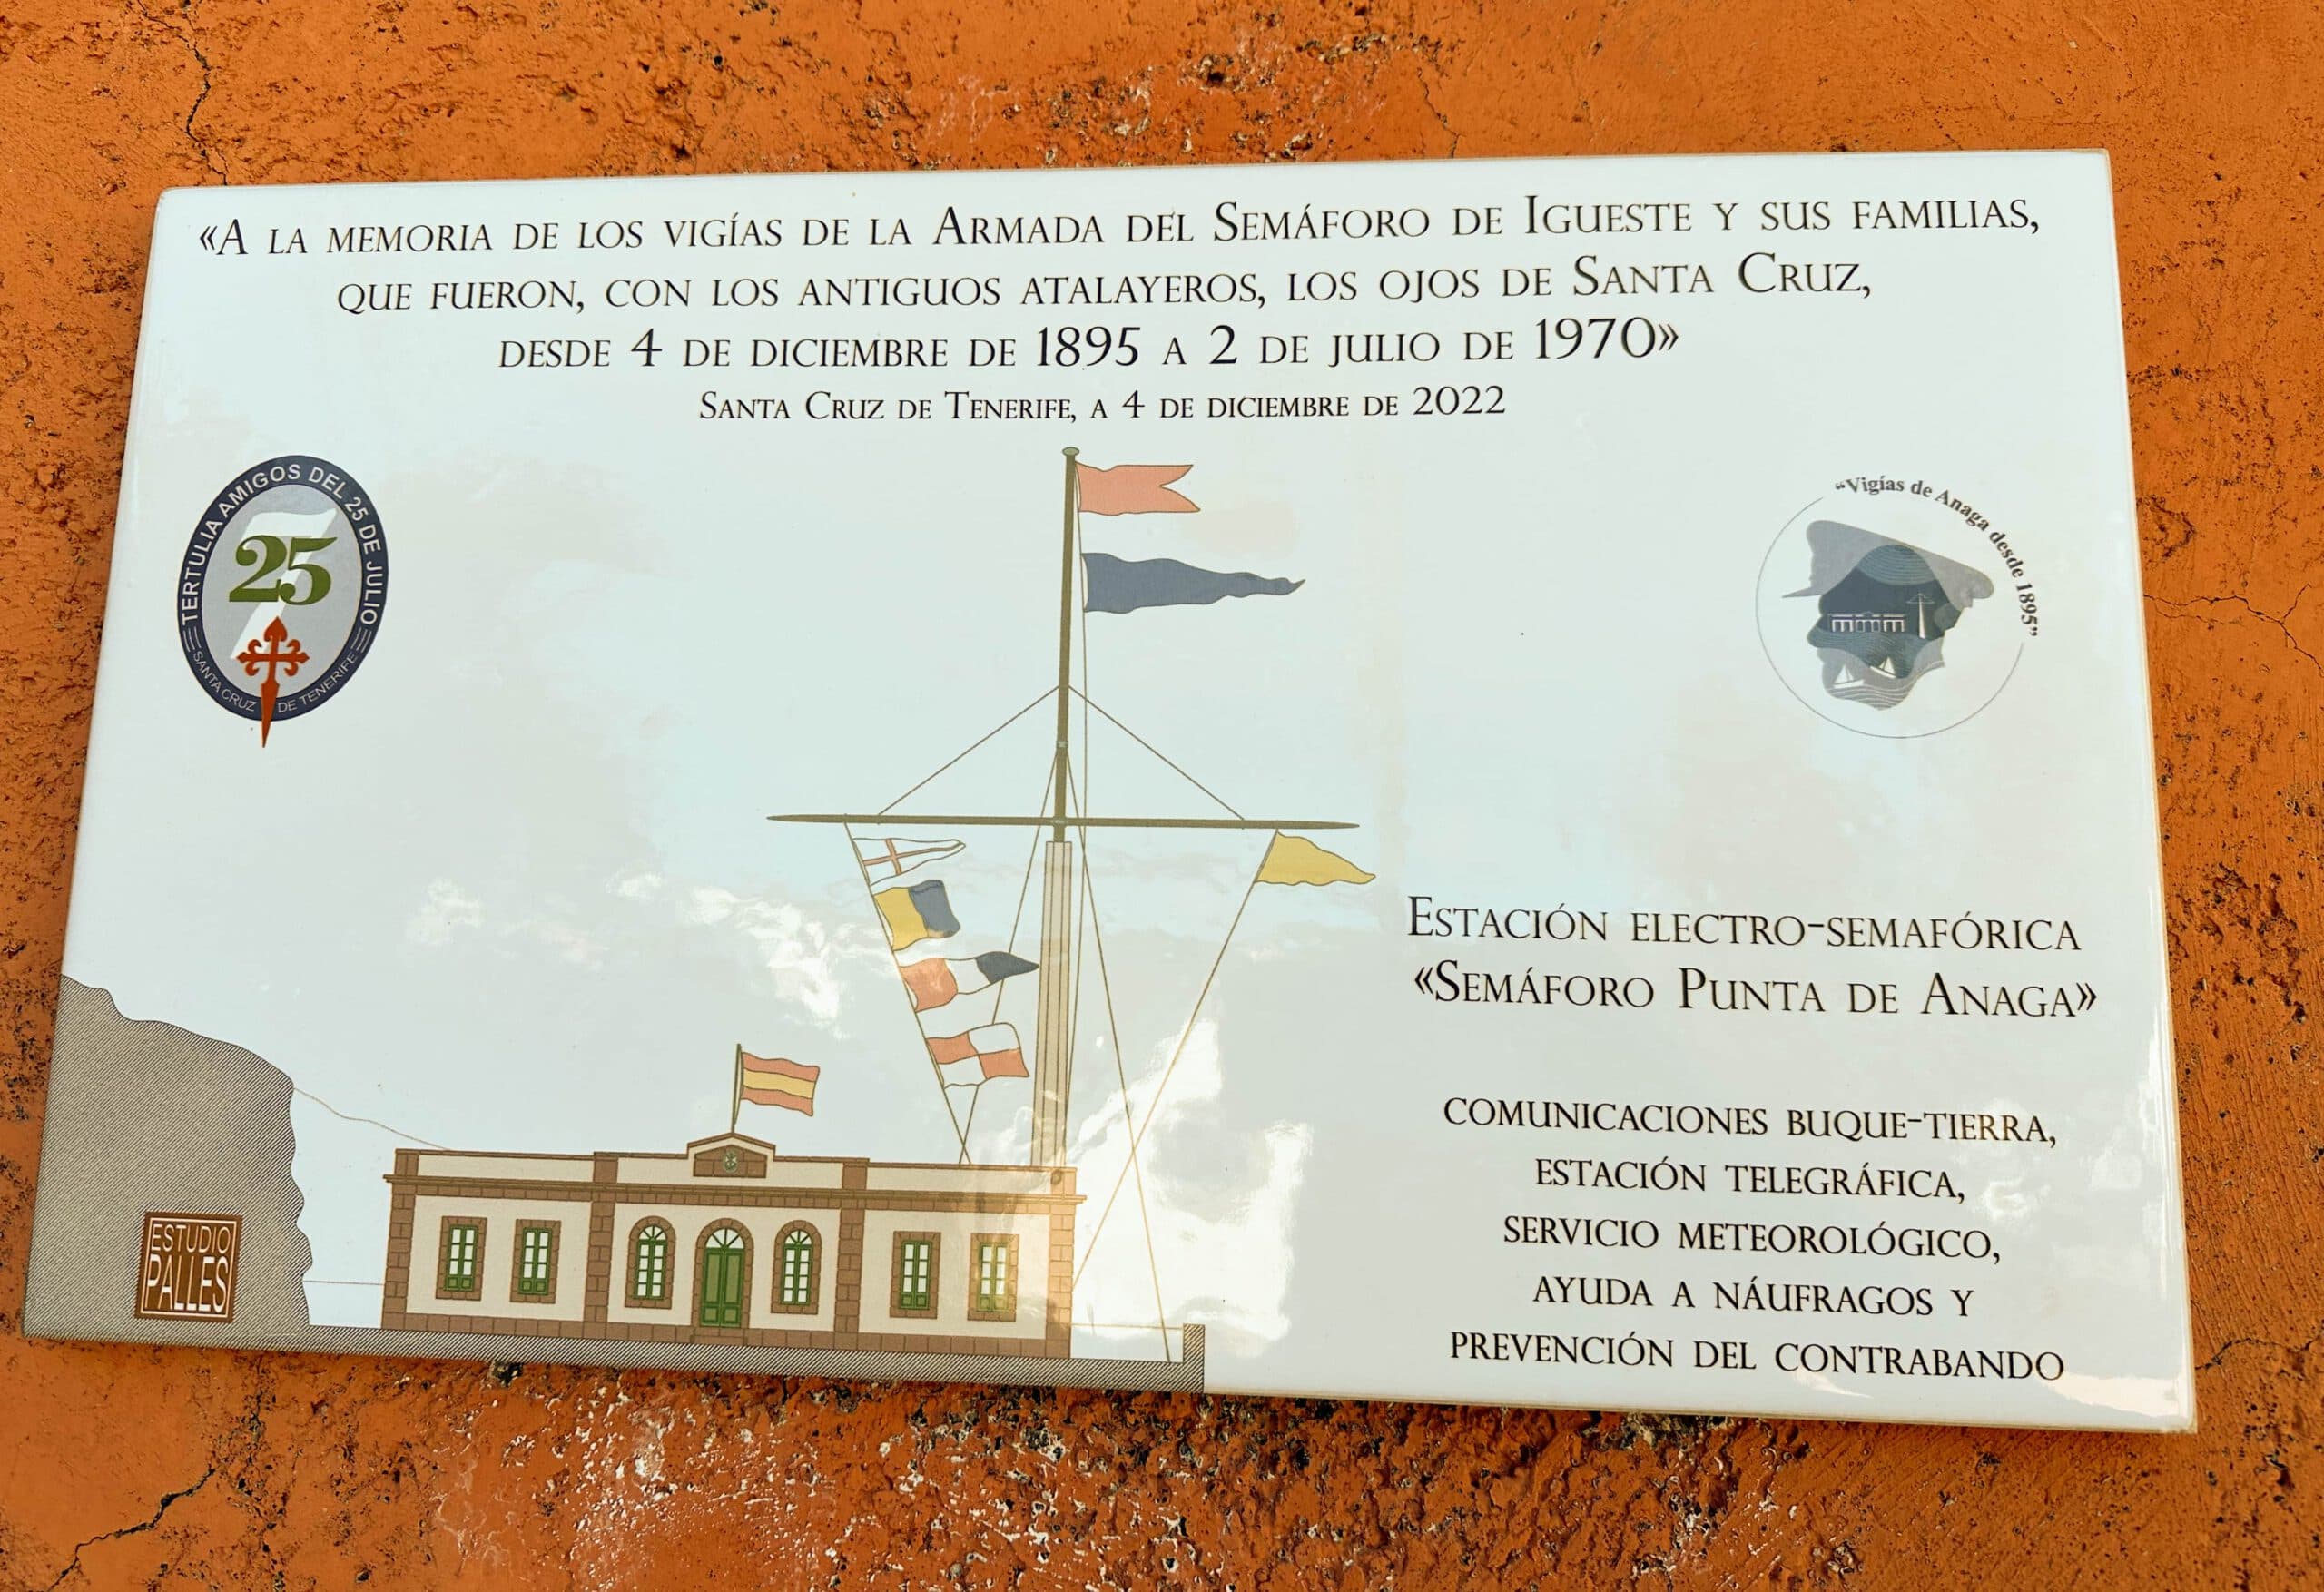 «A LA MEMORIA DE LOS VIGÍAS DE LA ARMADA DEL SEMÁFORO DE IGUESTE Y SUS FAMILIAS,
QUE FUERON, CON LOS ANTIGUOS ATALAYEROS, LOS OJOS DE SANTA CRUZ,
DESDE 4 DE DICIEMBRE DE 1895 A 2 DE JULIO DE 1970»
SANTA CRUZ DE TENERIFE, A 4 DE DICIEMBRE DE 2022
TERTULIA AMIGOS DEL 25 DE JULIO
7
25
SANTA CRUZ DE TENERIFE
“Vigías de Anaga desde 1895”
ESTACIÓN ELECTRO-SEMAFÓRICA
«SEMÁFORO PUNTA DE ANAGA»
COMUNICACIONES BUQUE-TIERRA,
ESTACIÓN TELEGRÁFICA,
SERVICIO METEOROLÓGICO,
AYUDA A NÁUFRAGOS Y
PREVENCIÓN DEL CONTRABANDO
ESTUDIO
PALLES